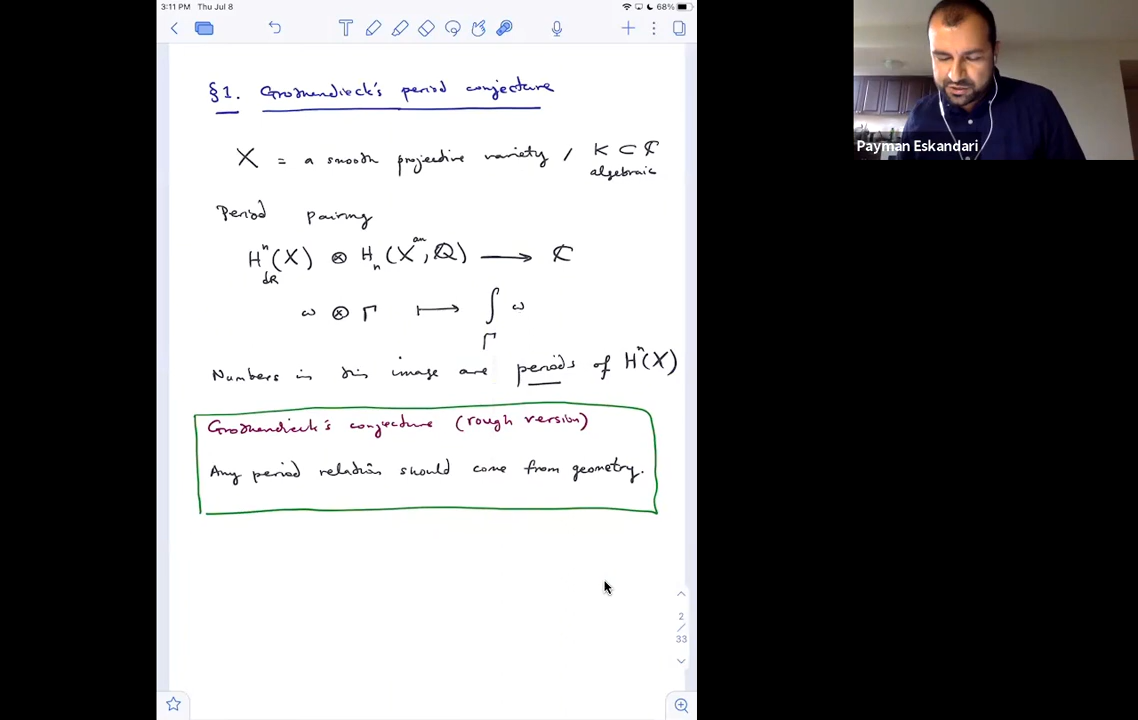 3:11 PM Thu Jul 8
68%
§1. Grothendieck's period conjecture
X = a smooth projective variety / K ⊂ ℂ
algebraic
Period pairing
H^n_dR(X) ⊗ H_n(X^an, ℚ) ⟶ ℂ
ω ⊗ Γ ⟼ ∫_Γ ω
Numbers in this image are periods of H^n(X)
Grothendieck's conjecture (rough version)
Any period relation should come from geometry.
2
/
33
Payman Eskandari